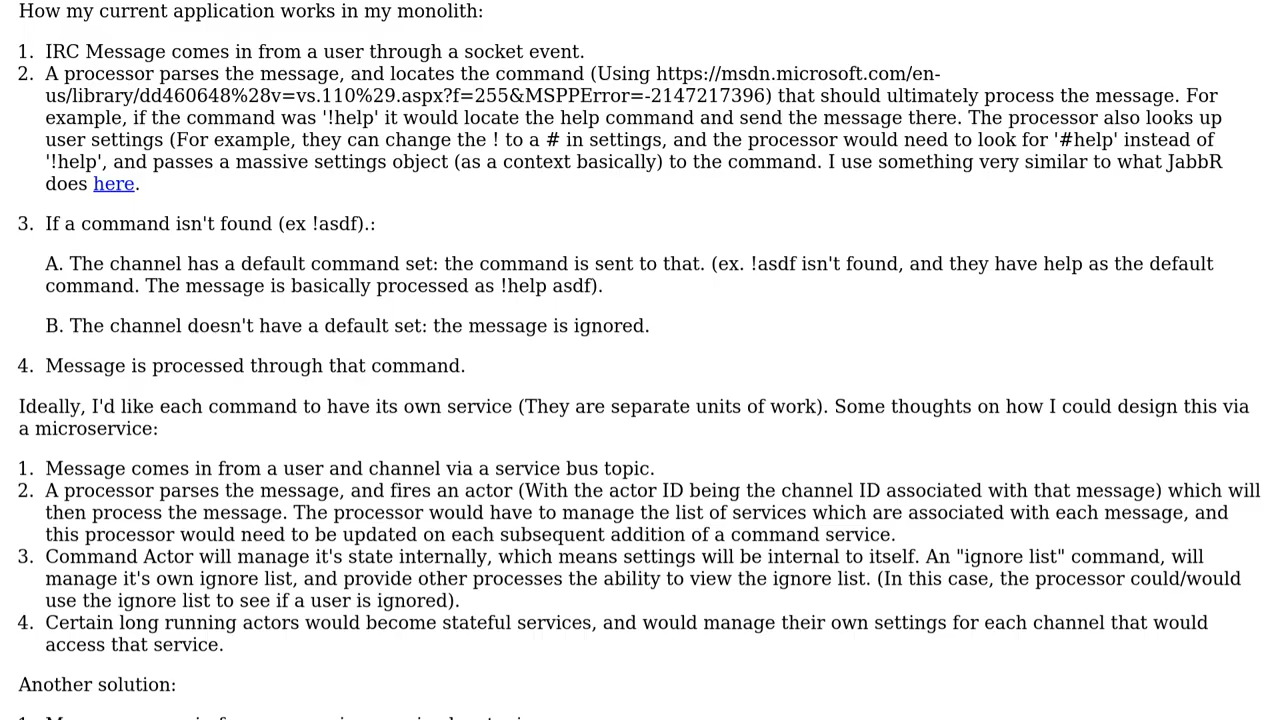 How my current application works in my monolith:
1. IRC Message comes in from a user through a socket event.
2. A processor parses the message, and locates the command (Using https://msdn.microsoft.com/en-
us/library/dd460648%28v=vs.110%29.aspx?f=255&MSPPError=-2147217396) that should ultimately process the message. For
example, if the command was '!help' it would locate the help command and send the message there. The processor also looks up
user settings (For example, they can change the ! to a # in settings, and the processor would need to look for '#help' instead of
'!help', and passes a massive settings object (as a context basically) to the command. I use something very similar to what JabbR
does here.
3. If a command isn't found (ex !asdf).:
A. The channel has a default command set: the command is sent to that. (ex. !asdf isn't found, and they have help as the default
command. The message is basically processed as !help asdf).
B. The channel doesn't have a default set: the message is ignored.
4. Message is processed through that command.
Ideally, I'd like each command to have its own service (They are separate units of work). Some thoughts on how I could design this via
a microservice:
1. Message comes in from a user and channel via a service bus topic.
2. A processor parses the message, and fires an actor (With the actor ID being the channel ID associated with that message) which will
then process the message. The processor would have to manage the list of services which are associated with each message, and
this processor would need to be updated on each subsequent addition of a command service.
3. Command Actor will manage it's state internally, which means settings will be internal to itself. An "ignore list" command, will
manage it's own ignore list, and provide other processes the ability to view the ignore list. (In this case, the processor could/would
use the ignore list to see if a user is ignored).
4. Certain long running actors would become stateful services, and would manage their own settings for each channel that would
access that service.
Another solution: